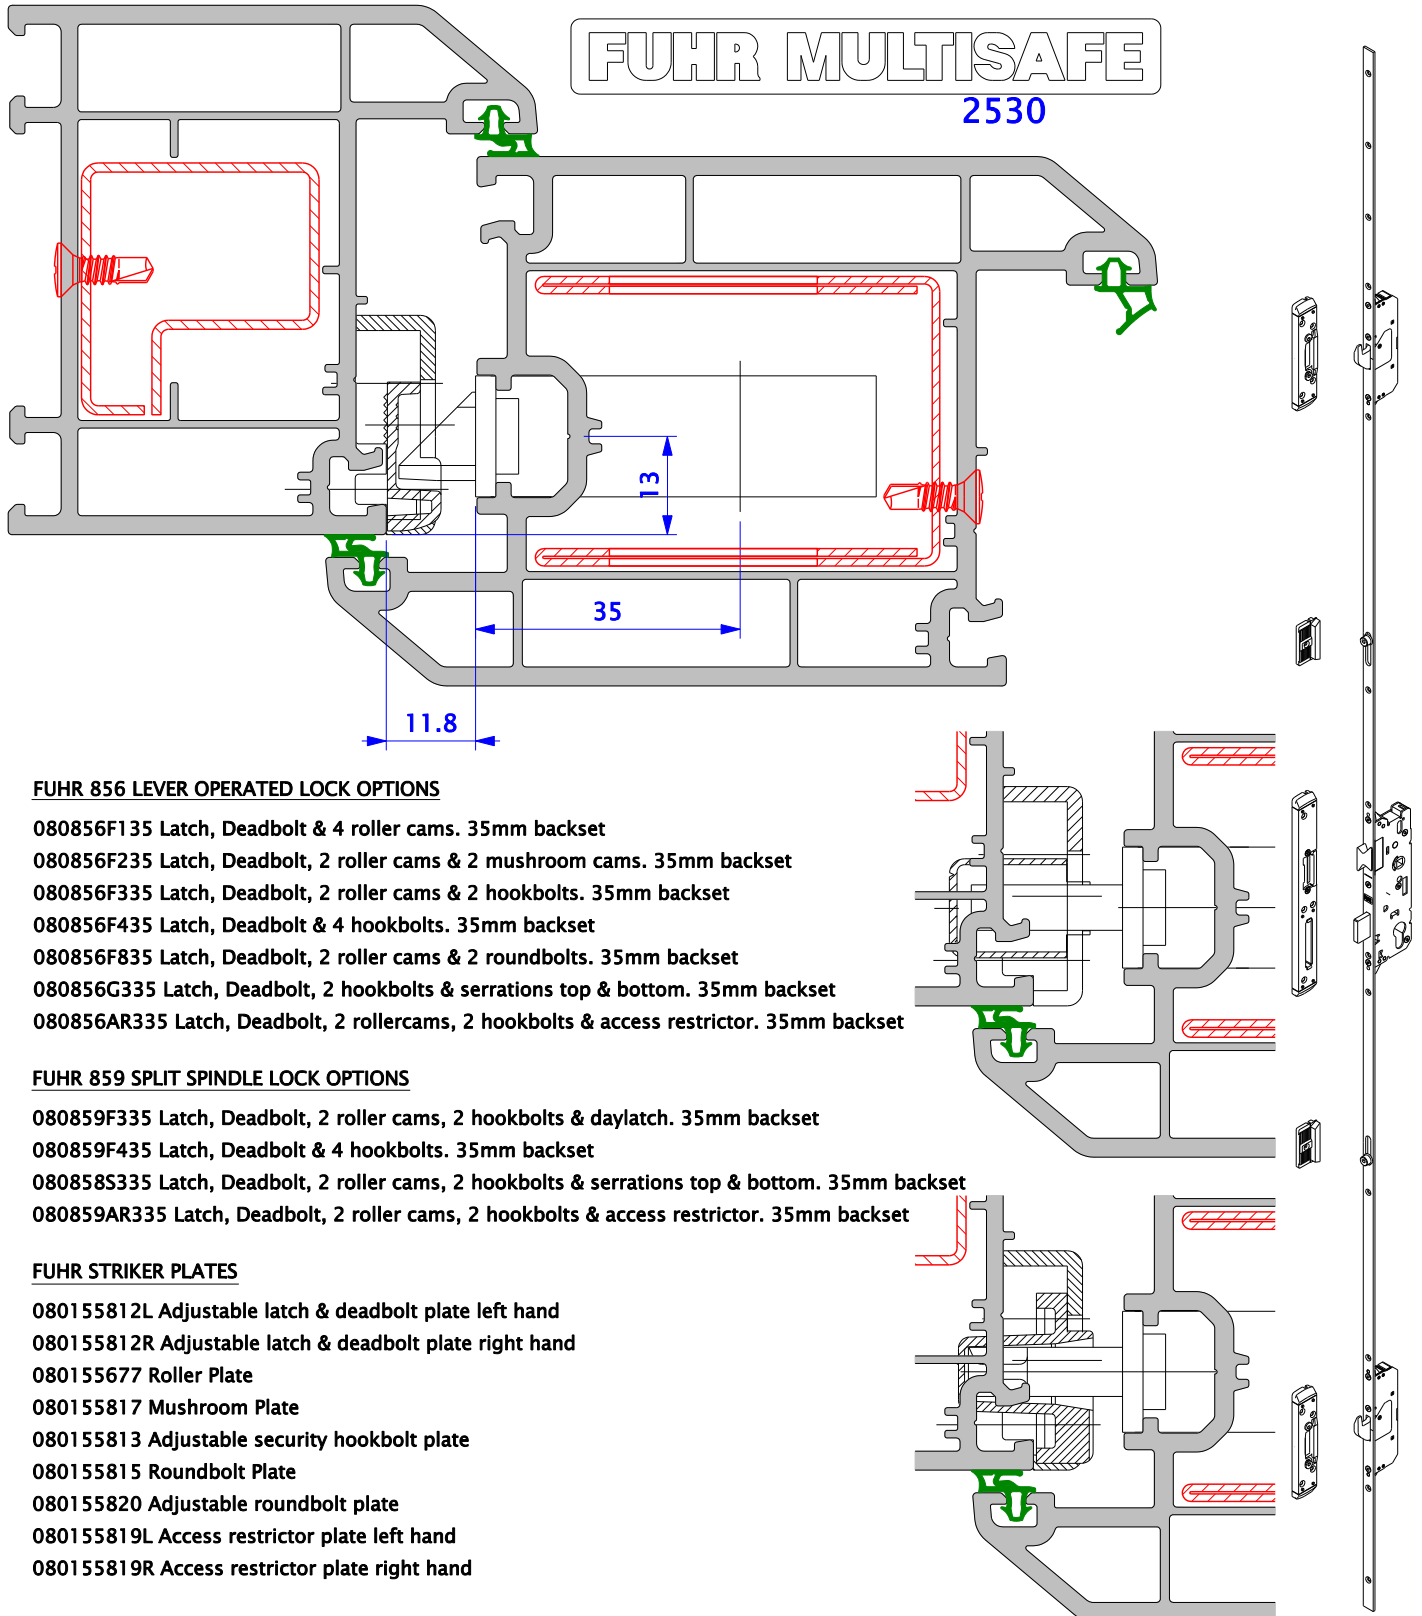 FUHR MULTISAFE
2530
13
35
11.8
FUHR 856 LEVER OPERATED LOCK OPTIONS
080856F135 Latch, Deadbolt & 4 roller cams. 35mm backset
080856F235 Latch, Deadbolt, 2 roller cams & 2 mushroom cams. 35mm backset
080856F335 Latch, Deadbolt, 2 roller cams & 2 hookbolts. 35mm backset
080856F435 Latch, Deadbolt & 4 hookbolts. 35mm backset
080856F835 Latch, Deadbolt, 2 roller cams & 2 roundbolts. 35mm backset
080856G335 Latch, Deadbolt, 2 hookbolts & serrations top & bottom. 35mm backset
080856AR335 Latch, Deadbolt, 2 rollercams, 2 hookbolts & access restrictor. 35mm backset
FUHR 859 SPLIT SPINDLE LOCK OPTIONS
080859F335 Latch, Deadbolt, 2 roller cams, 2 hookbolts & daylatch. 35mm backset
080859F435 Latch, Deadbolt & 4 hookbolts. 35mm backset
080858S335 Latch, Deadbolt, 2 roller cams, 2 hookbolts & serrations top & bottom. 35mm backset
080859AR335 Latch, Deadbolt, 2 roller cams, 2 hookbolts & access restrictor. 35mm backset
FUHR STRIKER PLATES
080155812L Adjustable latch & deadbolt plate left hand
080155812R Adjustable latch & deadbolt plate right hand
080155677 Roller Plate
080155817 Mushroom Plate
080155813 Adjustable security hookbolt plate
080155815 Roundbolt Plate
080155820 Adjustable roundbolt plate
080155819L Access restrictor plate left hand
080155819R Access restrictor plate right hand